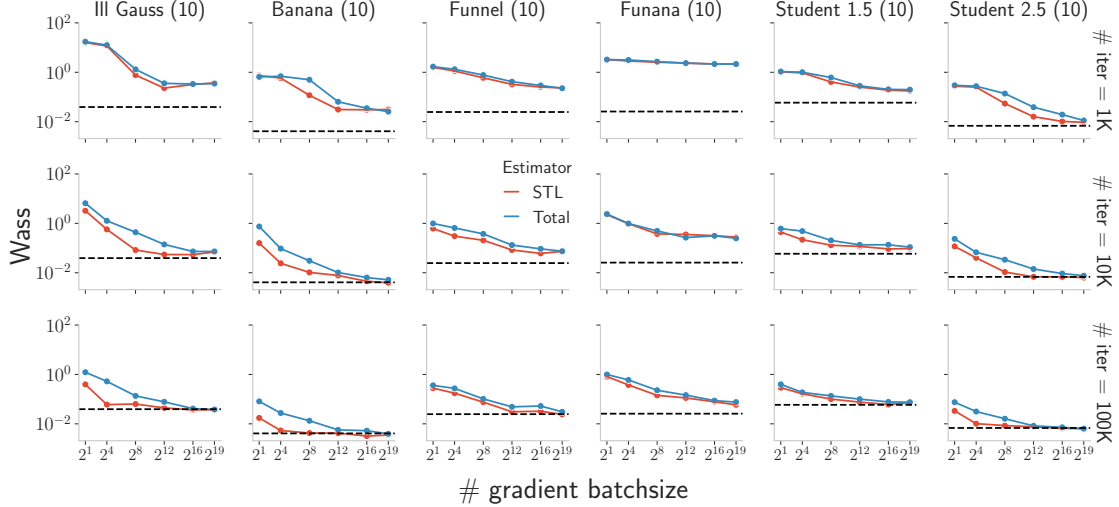 Ill Gauss (10) Banana (10) Funnel (10) Funana (10) Student 1.5 (10) Student 2.5 (10)
10² 10⁰ 10⁻²
# iter = 1K
Estimator
STL
Total
10² 10⁰ 10⁻²
# iter = 10K
Wass
10² 10⁰ 10⁻²
# iter = 100K
2¹ 2⁴ 2⁸ 2¹² 2¹⁶ 2¹⁹ 2¹ 2⁴ 2⁸ 2¹² 2¹⁶ 2¹⁹ 2¹ 2⁴ 2⁸ 2¹² 2¹⁶ 2¹⁹ 2¹ 2⁴ 2⁸ 2¹² 2¹⁶ 2¹⁹ 2¹ 2⁴ 2⁸ 2¹² 2¹⁶ 2¹⁹ 2¹ 2⁴ 2⁸ 2¹² 2¹⁶ 2¹⁹
# gradient batchsize